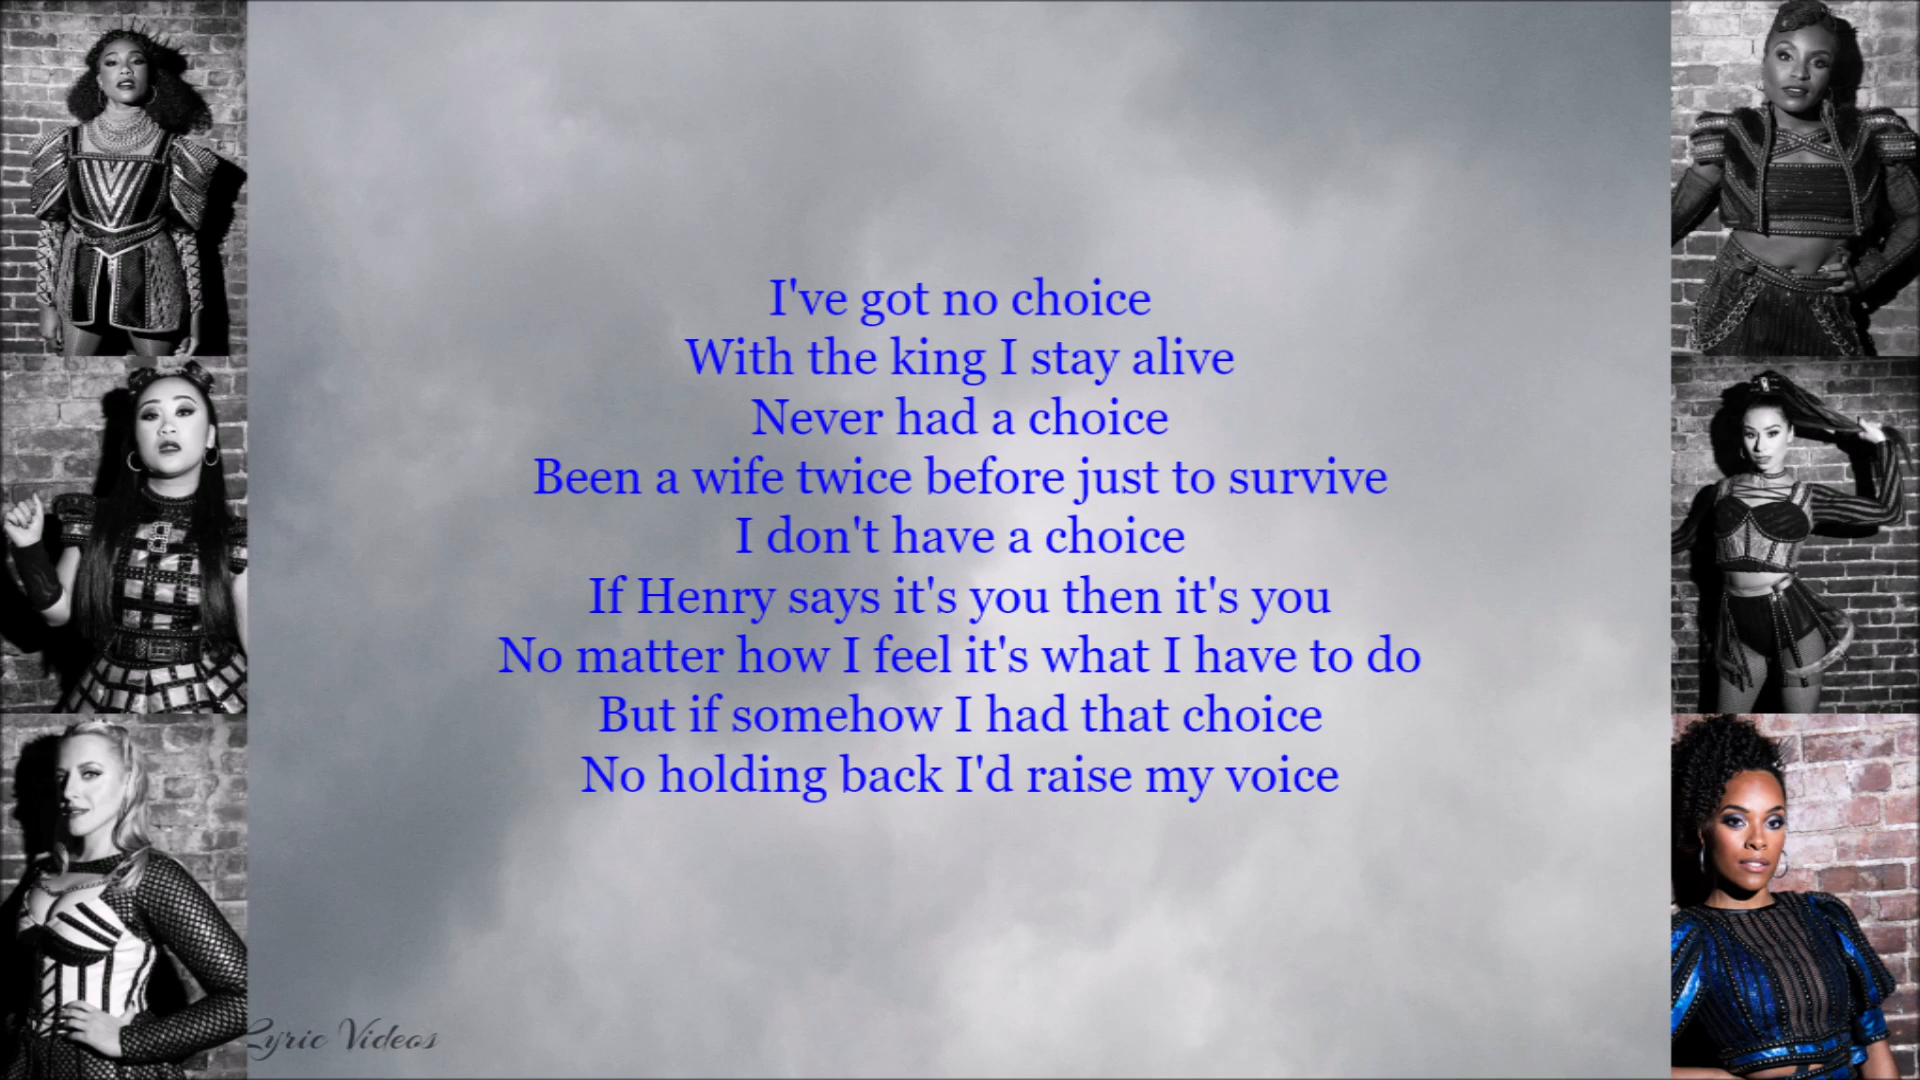 I've got no choice
With the king I stay alive
Never had a choice
Been a wife twice before just to survive
I don't have a choice
If Henry says it's you then it's you
No matter how I feel it's what I have to do
But if somehow I had that choice
No holding back I'd raise my voice
Lyric Videos